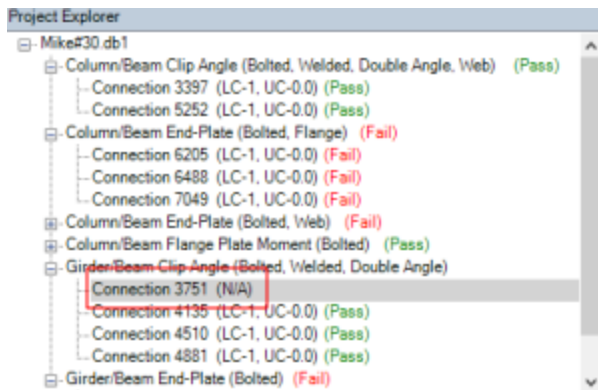 Project Explorer
Mike#30.db1
Column/Beam Clip Angle (Bolted, Welded, Double Angle, Web) (Pass)
Connection 3397 (LC-1, UC-0.0) (Pass)
Connection 5252 (LC-1, UC-0.0) (Pass)
Column/Beam End-Plate (Bolted, Flange) (Fail)
Connection 6205 (LC-1, UC-0.0) (Fail)
Connection 6488 (LC-1, UC-0.0) (Fail)
Connection 7049 (LC-1, UC-0.0) (Fail)
Column/Beam End-Plate (Bolted, Web) (Fail)
Column/Beam Flange Plate Moment (Bolted) (Pass)
Girder/Beam Clip Angle (Bolted, Welded, Double Angle)
Connection 3751 (N/A)
Connection 4135 (LC-1, UC-0.0) (Pass)
Connection 4510 (LC-1, UC-0.0) (Pass)
Connection 4881 (LC-1, UC-0.0) (Pass)
Girder/Beam End-Plate (Bolted) (Fail)